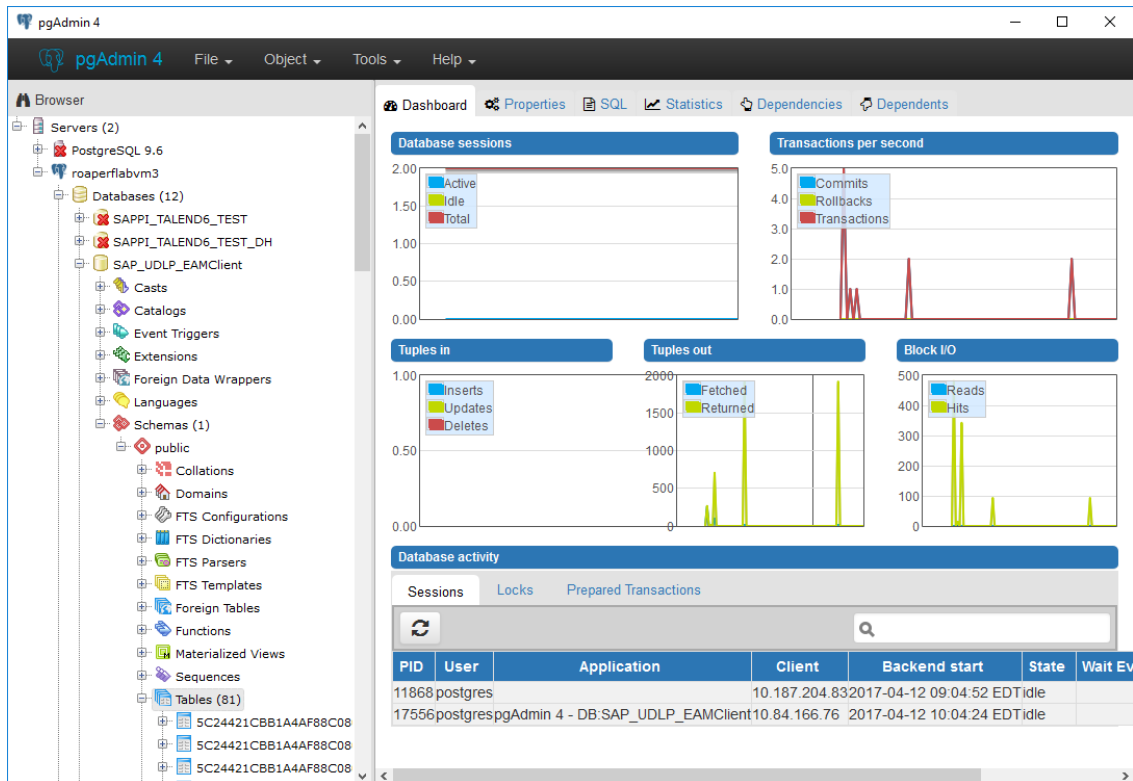 pgAdmin 4
pgAdmin 4 File Object Tools Help
Browser
Servers (2)
PostgreSQL 9.6
roaperflabvm3
Databases (12)
SAPPI_TALEND6_TEST
SAPPI_TALEND6_TEST_DH
SAP_UDLP_EAMClient
Casts
Catalogs
Event Triggers
Extensions
Foreign Data Wrappers
Languages
Schemas (1)
public
Collations
Domains
FTS Configurations
FTS Dictionaries
FTS Parsers
FTS Templates
Foreign Tables
Functions
Materialized Views
Sequences
Tables (81)
5C24421CBB1A4AF88C08
5C24421CBB1A4AF88C08
5C24421CBB1A4AF88C08
Dashboard Properties SQL Statistics Dependencies Dependents
Database sessions
2.00
1.50
1.00
0.50
0.00
Active
Idle
Total
Transactions per second
5.0
4.0
3.0
2.0
1.0
0.0
Commits
Rollbacks
Transactions
Tuples in
1.00
0.50
0.00
Inserts
Updates
Deletes
Tuples out
2000
1500
1000
500
0
Fetched
Returned
Block I/O
500
400
300
200
100
0
Reads
Hits
Database activity
Sessions Locks Prepared Transactions
PID User Application Client Backend start State Wait Ev
11868 postgres 10.187.204.83 2017-04-12 09:04:52 EDT idle
17556 postgres pgAdmin 4 - DB:SAP_UDLP_EAMClient 10.84.166.76 2017-04-12 10:04:24 EDT idle